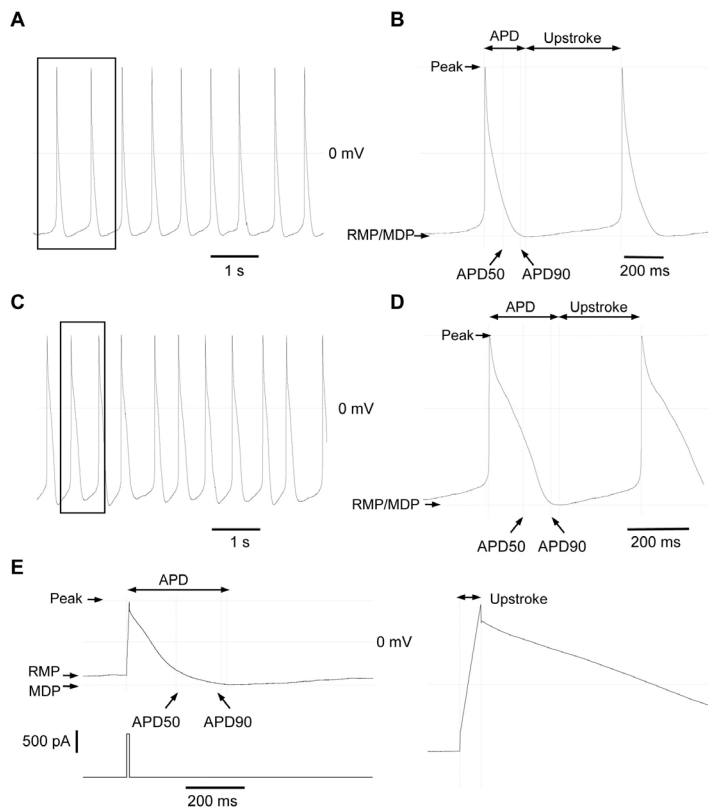 A
0 mV
1 s
B
APD Upstroke
Peak
RMP/MDP
APD50 APD90
200 ms
C
0 mV
1 s
D
APD Upstroke
Peak
RMP/MDP
APD50 APD90
200 ms
E
APD
Peak
0 mV
RMP
MDP
APD50 APD90
500 pA
200 ms
Upstroke